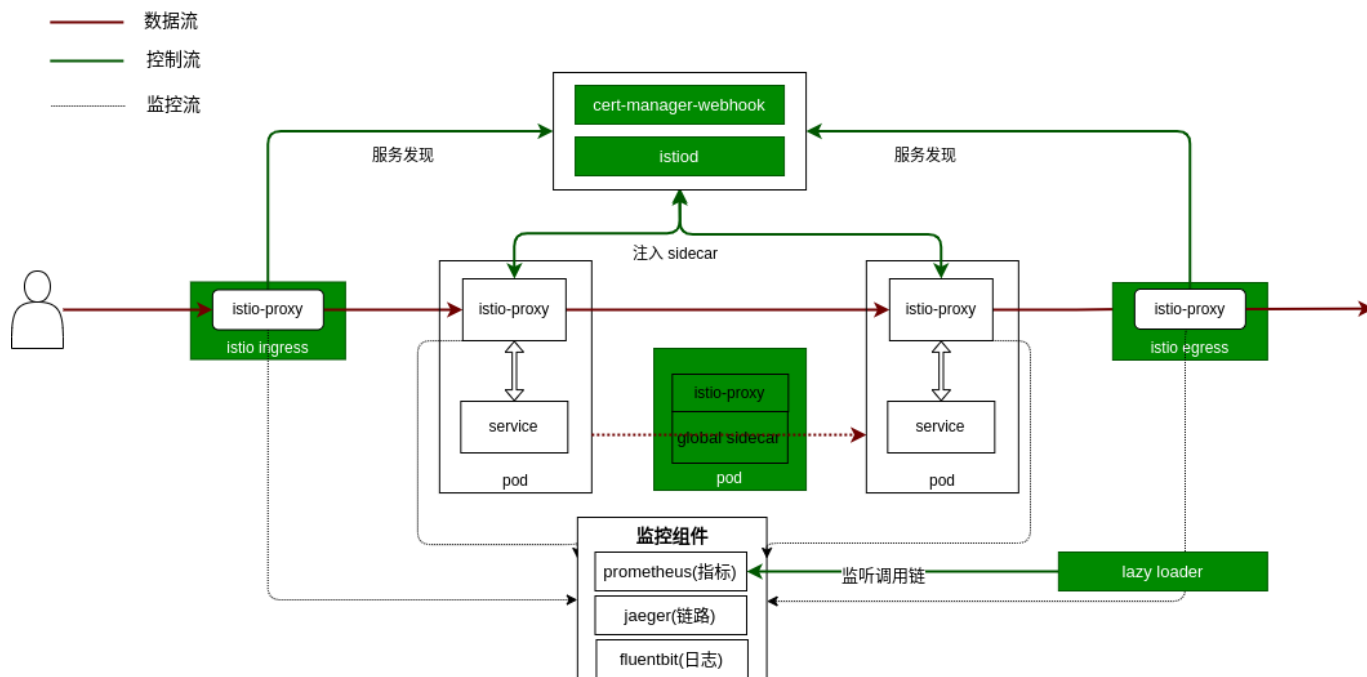 数据流
控制流
监控流
cert-manager-webhook
istiod
服务发现
服务发现
注入 sidecar
istio-proxy
istio ingress
istio-proxy
istio-proxy
istio-proxy
istio egress
istio-proxy
global sidecar
pod
service
pod
service
pod
监控组件
prometheus(指标)
监听调用链
lazy loader
jaeger(链路)
fluentbit(日志)